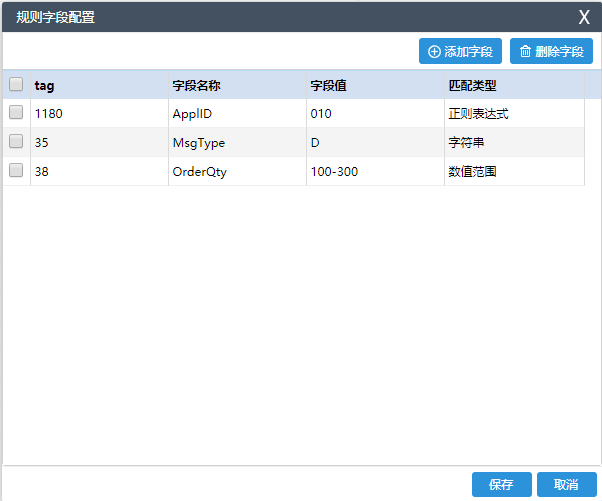 规则字段配置 X
添加字段 删除字段
tag 字段名称 字段值 匹配类型
1180 ApplID 010 正则表达式
35 MsgType D 字符串
38 OrderQty 100-300 数值范围
保存 取消